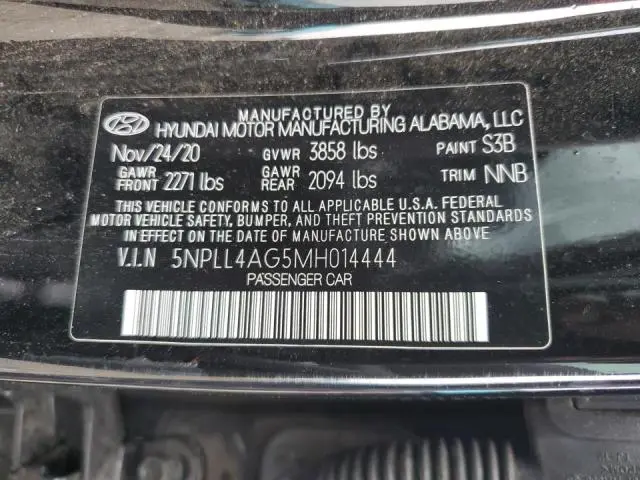 MANUFACTURED BY
HYUNDAI MOTOR MANUFACTURING ALABAMA, LLC
Nov/24/20 GVWR 3858 lbs PAINT S3B
GAWR FRONT 2271 lbs GAWR REAR 2094 lbs TRIM NNB
THIS VEHICLE CONFORMS TO ALL APPLICABLE U.S.A. FEDERAL
MOTOR VEHICLE SAFETY, BUMPER, AND THEFT PREVENTION STANDARDS
IN EFFECT ON THE DATE OF MANUFACTURE SHOWN ABOVE.
V.I.N 5NPLL4AG5MH014444
PASSENGER CAR